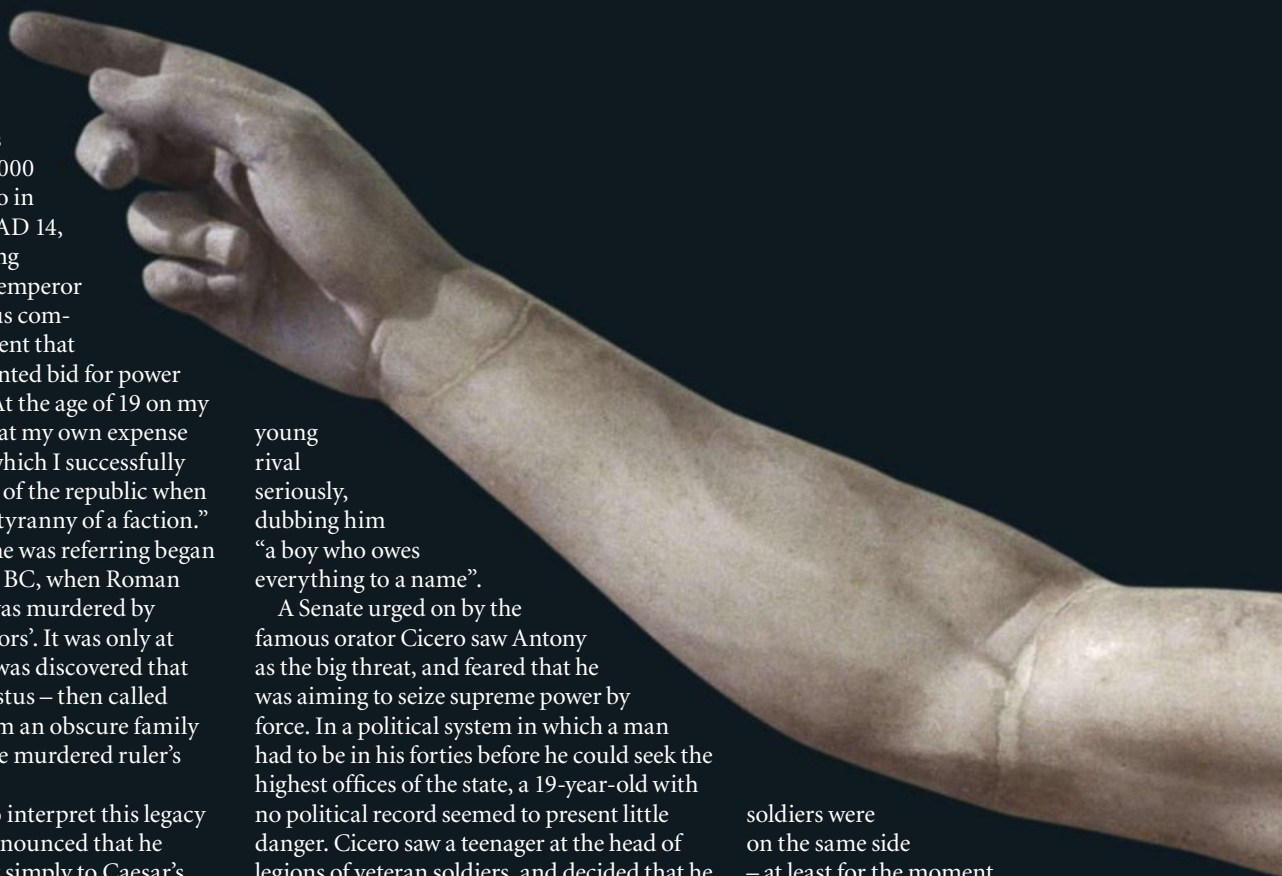 s
000
o in
AD 14,
ng
emperor
us com-
ent that
nted bid for power
At the age of 19 on my
at my own expense
which I successfully
of the republic when
tyranny of a faction.”
he was referring began
BC, when Roman
was murdered by
ors’. It was only at
was discovered that
stus – then called
m an obscure family
e murdered ruler’s
o interpret this legacy
nounced that he
simply to Caesar’s
young
rival
seriously,
dubbing him
“a boy who owes
everything to a name”.
A Senate urged on by the
famous orator Cicero saw Antony
as the big threat, and feared that he
was aiming to seize supreme power by
force. In a political system in which a man
had to be in his forties before he could seek the
highest offices of the state, a 19-year-old with
no political record seemed to present little
danger. Cicero saw a teenager at the head of
legions of veteran soldiers, and decided that he
soldiers were
on the same side
– at least for the moment